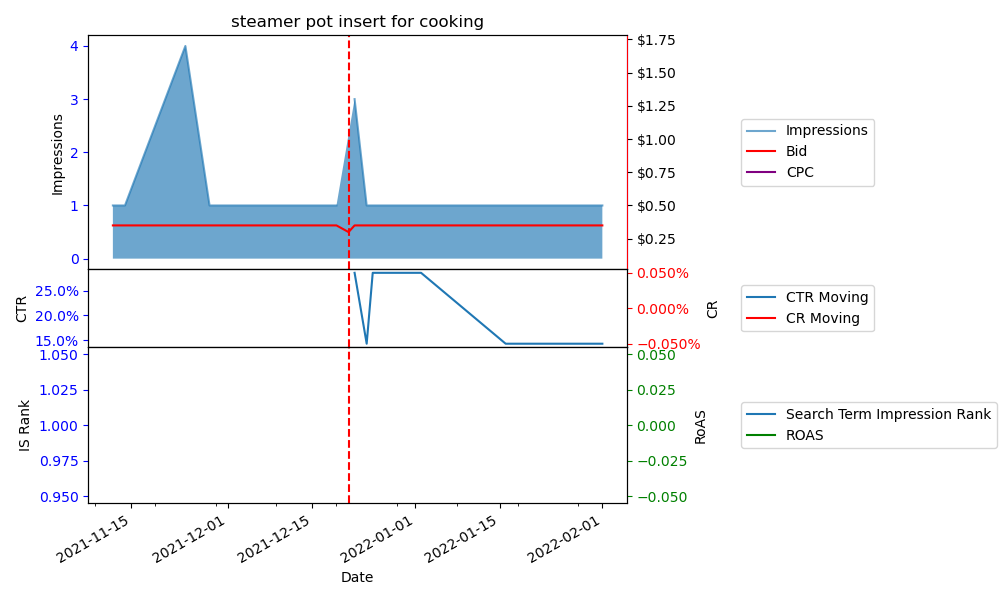 steamer pot insert for cooking
Impressions
4
3
2
1
0
$1.75
$1.50
$1.25
$1.00
$0.75
$0.50
$0.25
Impressions
Bid
CPC
CTR
25.0%
20.0%
15.0%
0.050%
0.000%
−0.050%
CR
CTR Moving
CR Moving
IS Rank
1.050
1.025
1.000
0.975
0.950
0.050
0.025
0.000
−0.025
−0.050
RoAS
Search Term Impression Rank
ROAS
2021-11-15
2021-12-01
2021-12-15
2022-01-01
2022-01-15
2022-02-01
Date